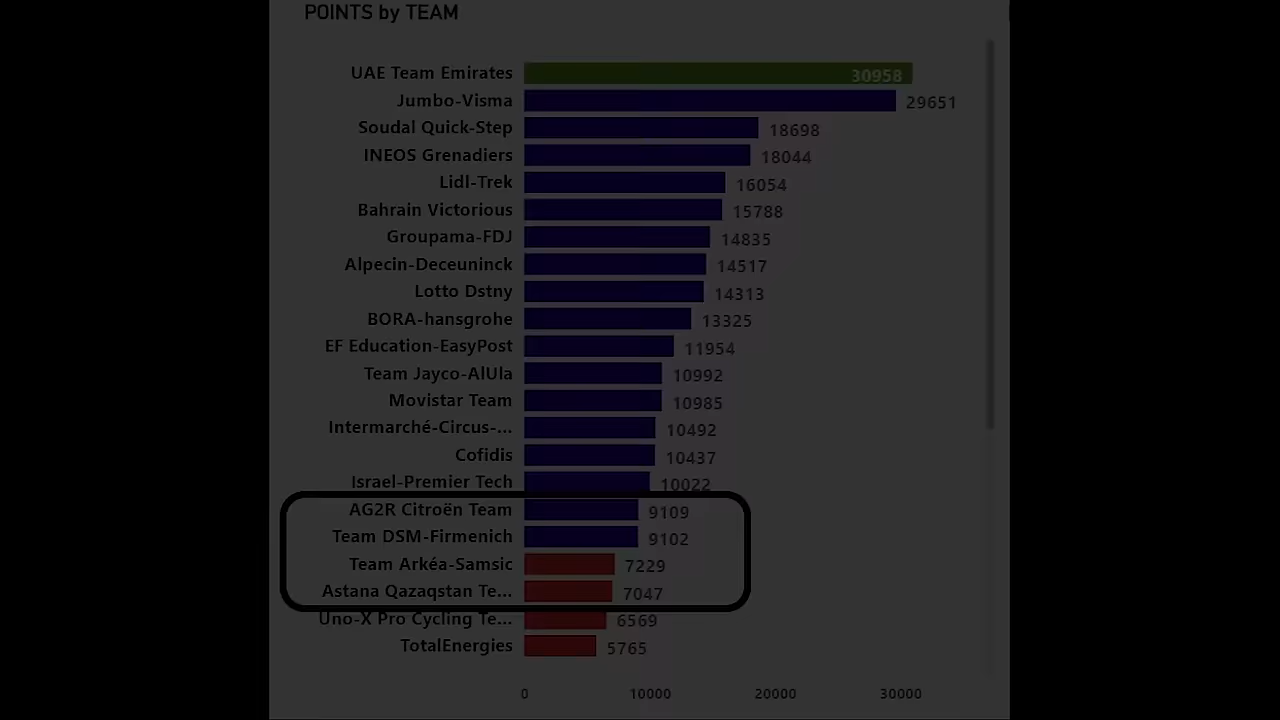 POINTS by TEAM
UAE Team Emirates 30958
Jumbo-Visma 29651
Soudal Quick-Step 18698
INEOS Grenadiers 18044
Lidl-Trek 16054
Bahrain Victorious 15788
Groupama-FDJ 14835
Alpecin-Deceuninck 14517
Lotto Dstny 14313
BORA-hansgrohe 13325
EF Education-EasyPost 11954
Team Jayco-AlUla 10992
Movistar Team 10985
Intermarché-Circus-... 10492
Cofidis 10437
Israel-Premier Tech 10022
AG2R Citroën Team 9109
Team DSM-Firmenich 9102
Team Arkéa-Samsic 7229
Astana Qazaqstan Te... 7047
Uno-X Pro Cycling Te... 6569
TotalEnergies 5765
0 10000 20000 30000